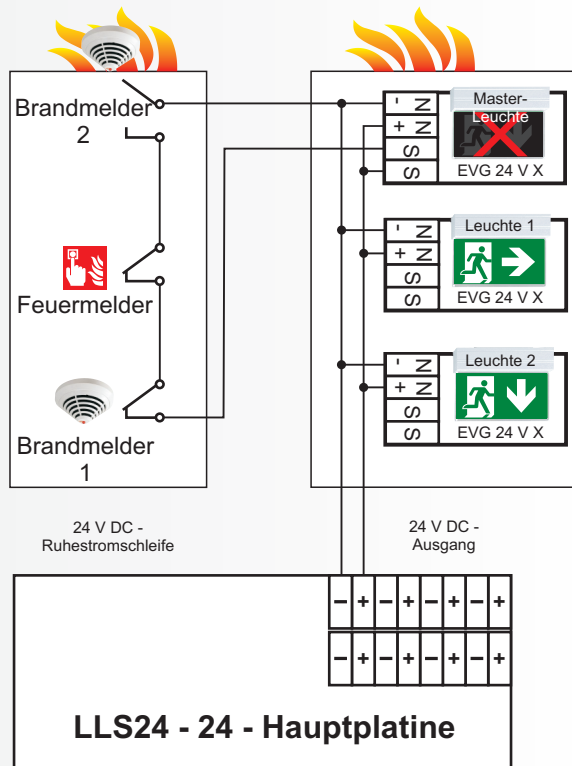 Brandmelder
2
Feuermelder
Brandmelder
1
24 V DC -
Ruhestromschleife
- N
+ N
S
S
Master-
Leuchte
EVG 24 V X
- N
+ N
S
S
Leuchte 1
EVG 24 V X
- N
+ N
S
S
Leuchte 2
EVG 24 V X
24 V DC -
Ausgang
- + - + - + - +
- + - + - + - +
LLS24 - 24 - Hauptplatine